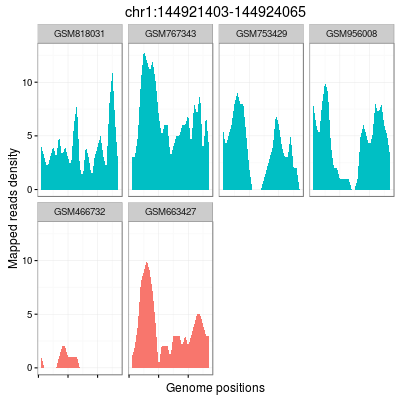 chr1:144921403-144924065
GSM818031 GSM767343 GSM753429 GSM956008
10
5
0
GSM466732 GSM663427
10
5
0
Mapped reads density
Genome positions